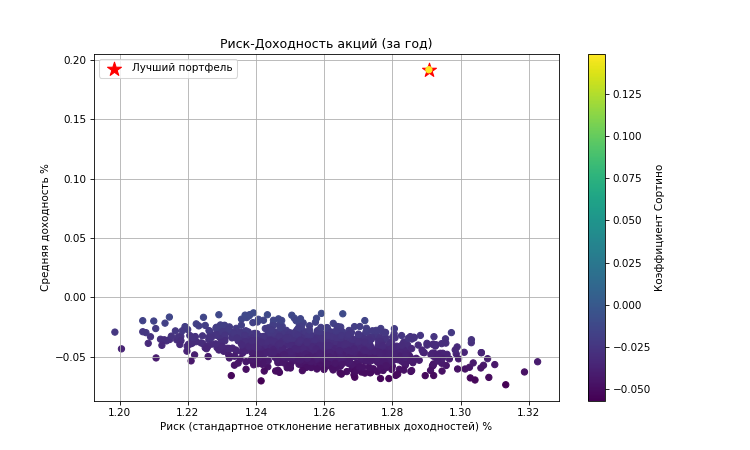 Риск-Доходность акций (за год)
Лучший портфель
0.20
0.15
0.10
0.05
0.00
−0.05
Средняя доходность %
1.20 1.22 1.24 1.26 1.28 1.30 1.32
Риск (стандартное отклонение негативных доходностей) %
0.125
0.100
0.075
0.050
0.025
0.000
−0.025
−0.050
Коэффициент Сортино